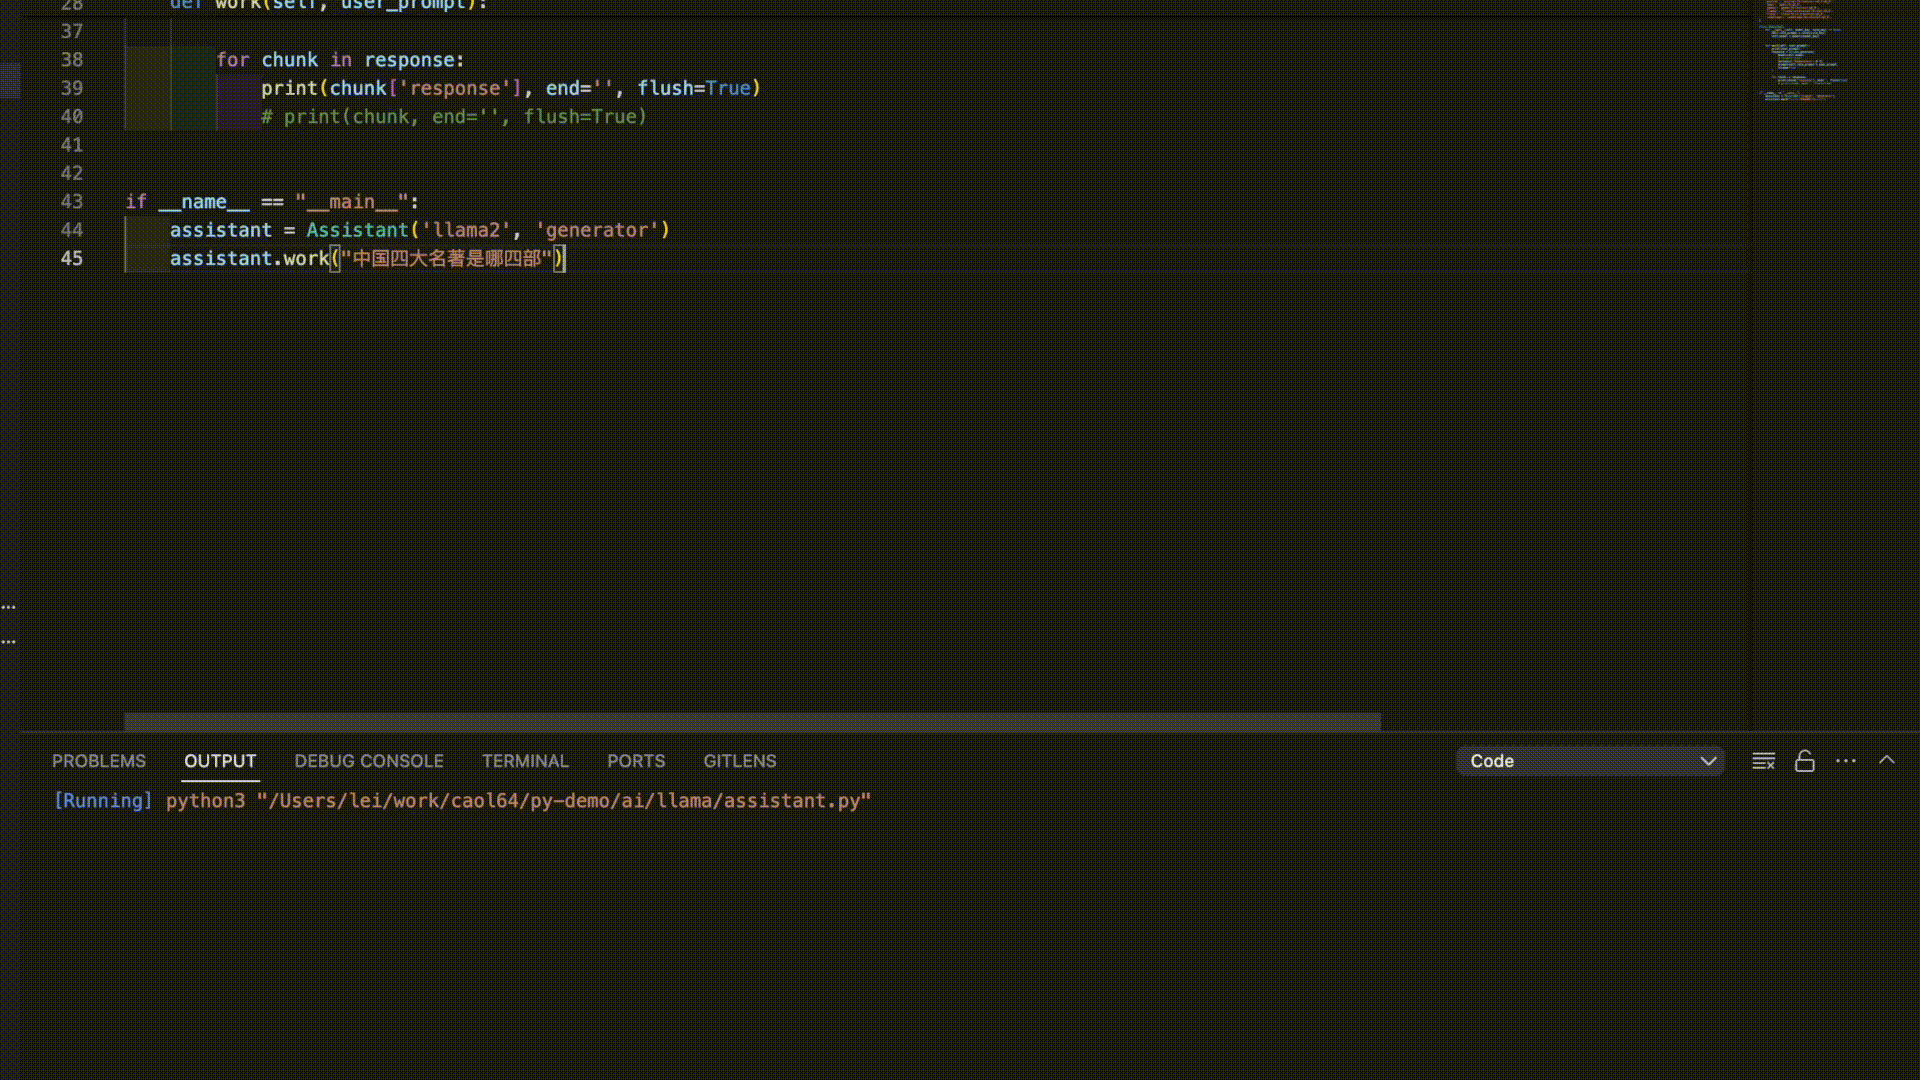 28 def work(self, user_prompt):
37
38 for chunk in response:
39 print(chunk['response'], end='', flush=True)
40 # print(chunk, end='', flush=True)
41
42
43 if __name__ == "__main__":
44 assistant = Assistant('llama2', 'generator')
45 assistant.work("中国四大名著是哪四部")
PROBLEMS OUTPUT DEBUG CONSOLE TERMINAL PORTS GITLENS Code
[Running] python3 "/Users/lei/work/caol64/py-demo/ai/llama/assistant.py"